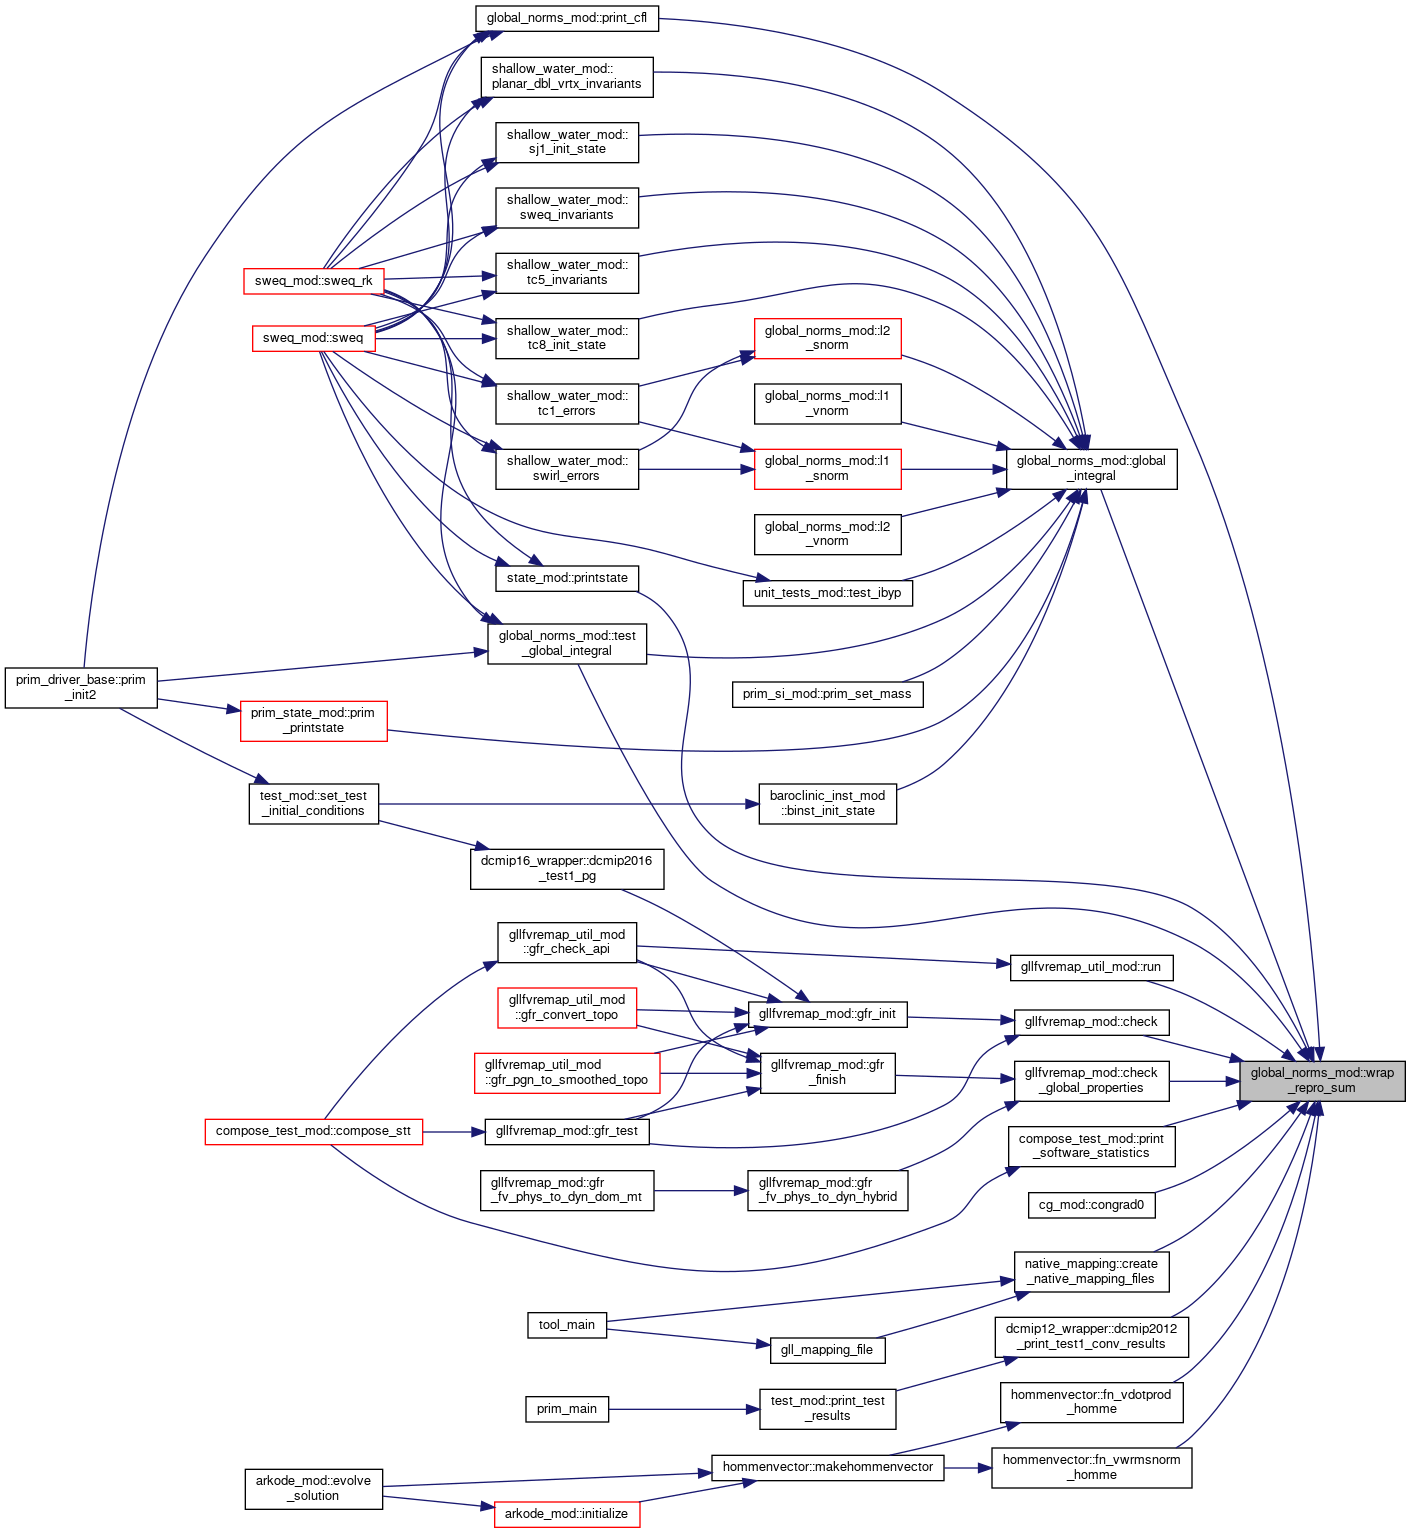 global_norms_mod::print_cfl
shallow_water_mod::
planar_dbl_vrtx_invariants
shallow_water_mod::
sj1_init_state
shallow_water_mod::
sweq_invariants
shallow_water_mod::
tc5_invariants
sweq_mod::sweq_rk
shallow_water_mod::
tc8_init_state
sweq_mod::sweq
global_norms_mod::l2
_snorm
shallow_water_mod::
tc1_errors
global_norms_mod::l1
_vnorm
shallow_water_mod::
swirl_errors
global_norms_mod::l1
_snorm
global_norms_mod::global
_integral
global_norms_mod::l2
_vnorm
state_mod::printstate
unit_tests_mod::test_ibyp
global_norms_mod::test
_global_integral
prim_driver_base::prim
_init2
prim_si_mod::prim_set_mass
prim_state_mod::prim
_printstate
test_mod::set_test
_initial_conditions
baroclinic_inst_mod
::binst_init_state
dcmip16_wrapper::dcmip2016
_test1_pg
gllfvremap_util_mod
::gfr_check_api
gllfvremap_util_mod::run
gllfvremap_util_mod
::gfr_convert_topo
gllfvremap_mod::gfr_init
gllfvremap_mod::check
gllfvremap_util_mod
::gfr_pgn_to_smoothed_topo
gllfvremap_mod::gfr
_finish
gllfvremap_mod::check
_global_properties
global_norms_mod::wrap
_repro_sum
compose_test_mod::compose_stt
gllfvremap_mod::gfr_test
compose_test_mod::print
_software_statistics
gllfvremap_mod::gfr
_fv_phys_to_dyn_dom_mt
gllfvremap_mod::gfr
_fv_phys_to_dyn_hybrid
cg_mod::congrad0
native_mapping::create
_native_mapping_files
tool_main
gll_mapping_file
dcmip12_wrapper::dcmip2012
_print_test1_conv_results
prim_main
test_mod::print_test
_results
hommenvector::fn_vdotprod
_homme
arkode_mod::evolve
_solution
hommenvector::makehommenvector
hommenvector::fn_vwrmsnorm
_homme
arkode_mod::initialize